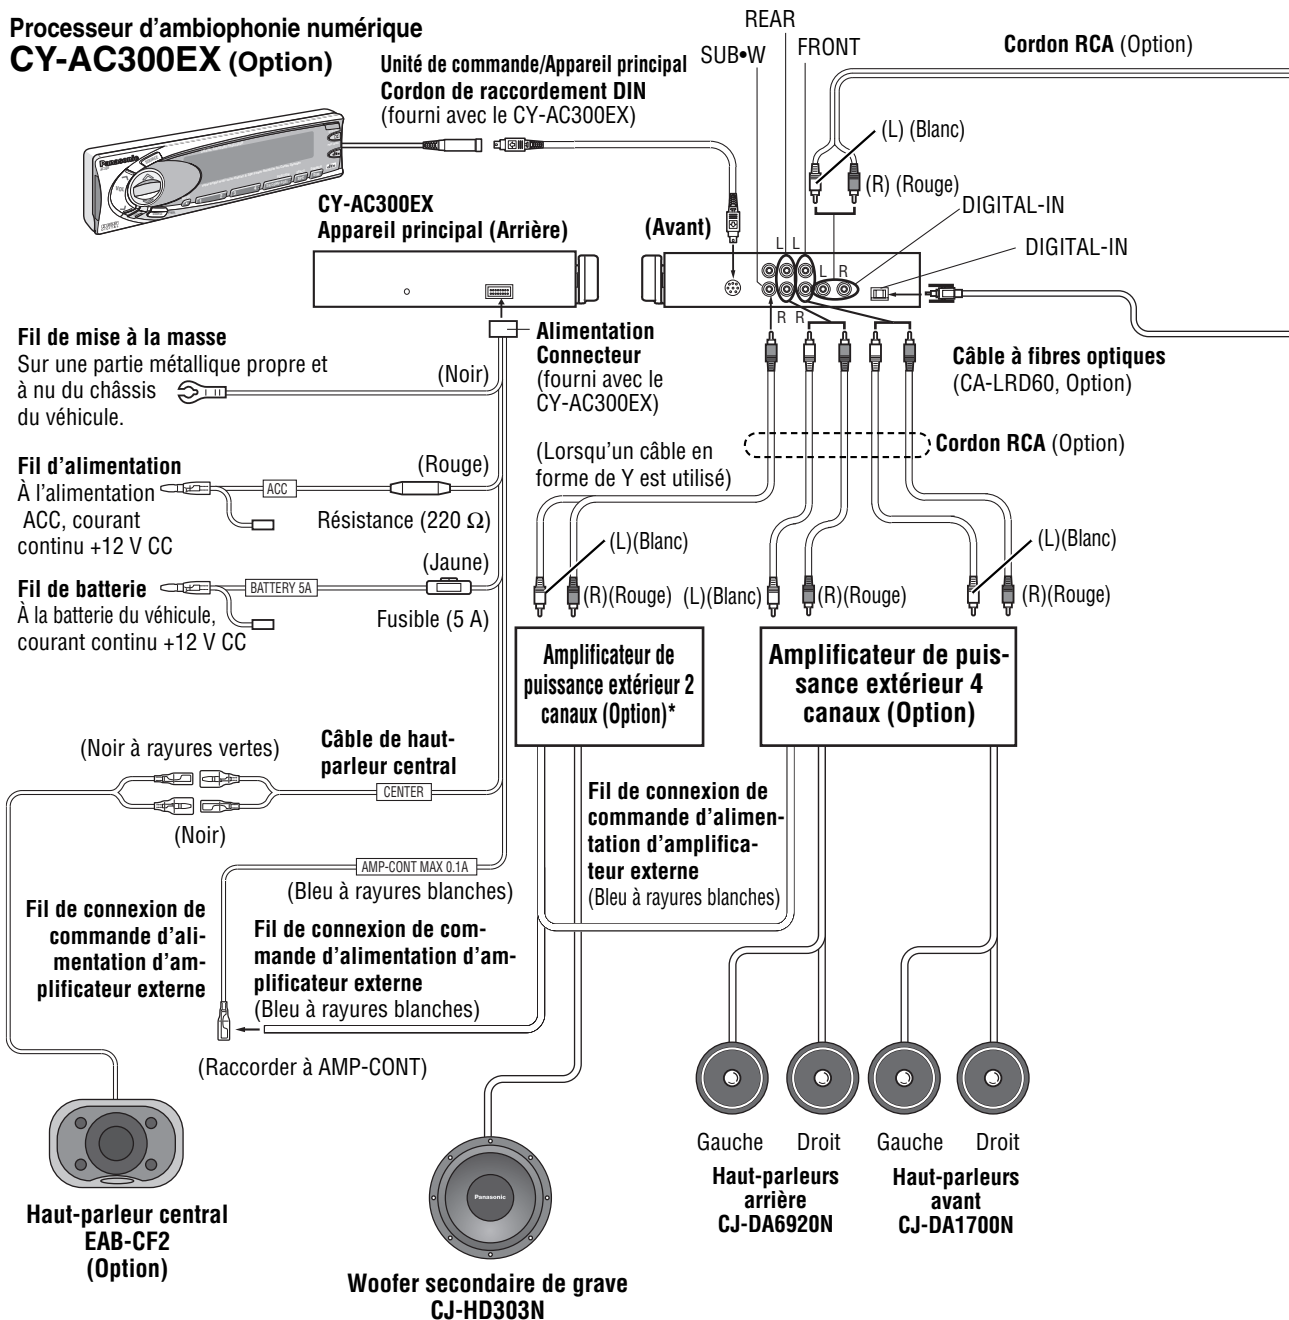 Processeur d'ambiophonie numérique
CY-AC300EX (Option)
Unité de commande/Appareil principal
Cordon de raccordement DIN
(fourni avec le CY-AC300EX)
REAR
SUB•W
FRONT
Cordon RCA (Option)
(L) (Blanc)
(R) (Rouge)
DIGITAL-IN
DIGITAL-IN
Panasonic
VOL
CY-AC300EX
Appareil principal (Arrière)
(Avant)
L L
L R
R R
Fil de mise à la masse
Sur une partie métallique propre et
à nu du châssis
du véhicule.
(Noir)
Alimentation
Connecteur
(fourni avec le
CY-AC300EX)
Câble à fibres optiques
(CA-LRD60, Option)
Cordon RCA (Option)
(Lorsqu'un câble en
forme de Y est utilisé)
Fil d'alimentation
À l'alimentation
ACC, courant
continu +12 V CC
ACC
(Rouge)
Résistance (220 Ω)
Fil de batterie
À la batterie du véhicule,
courant continu +12 V CC
BATTERY 5A
(Jaune)
Fusible (5 A)
(L)(Blanc)
(R)(Rouge)
(L)(Blanc)
(R)(Rouge)
(L)(Blanc)
(R)(Rouge)
Amplificateur de
puissance extérieur 2
canaux (Option)*
Amplificateur de puis-
sance extérieur 4
canaux (Option)
(Noir à rayures vertes)
(Noir)
Câble de haut-
parleur central
CENTER
Fil de connexion de
commande d'alimen-
tation d'amplifica-
teur externe
(Bleu à rayures blanches)
AMP-CONT MAX 0.1A
(Bleu à rayures blanches)
Fil de connexion de
commande d'ali-
mentation d'am-
plificateur externe
Fil de connexion de com-
mande d'alimentation d'am-
plificateur externe
(Bleu à rayures blanches)
(Raccorder à AMP-CONT)
Haut-parleur central
EAB-CF2
(Option)
Panasonic
Woofer secondaire de grave
CJ-HD303N
Gauche
Droit
Haut-parleurs
arrière
CJ-DA6920N
Gauche
Droit
Haut-parleurs
avant
CJ-DA1700N